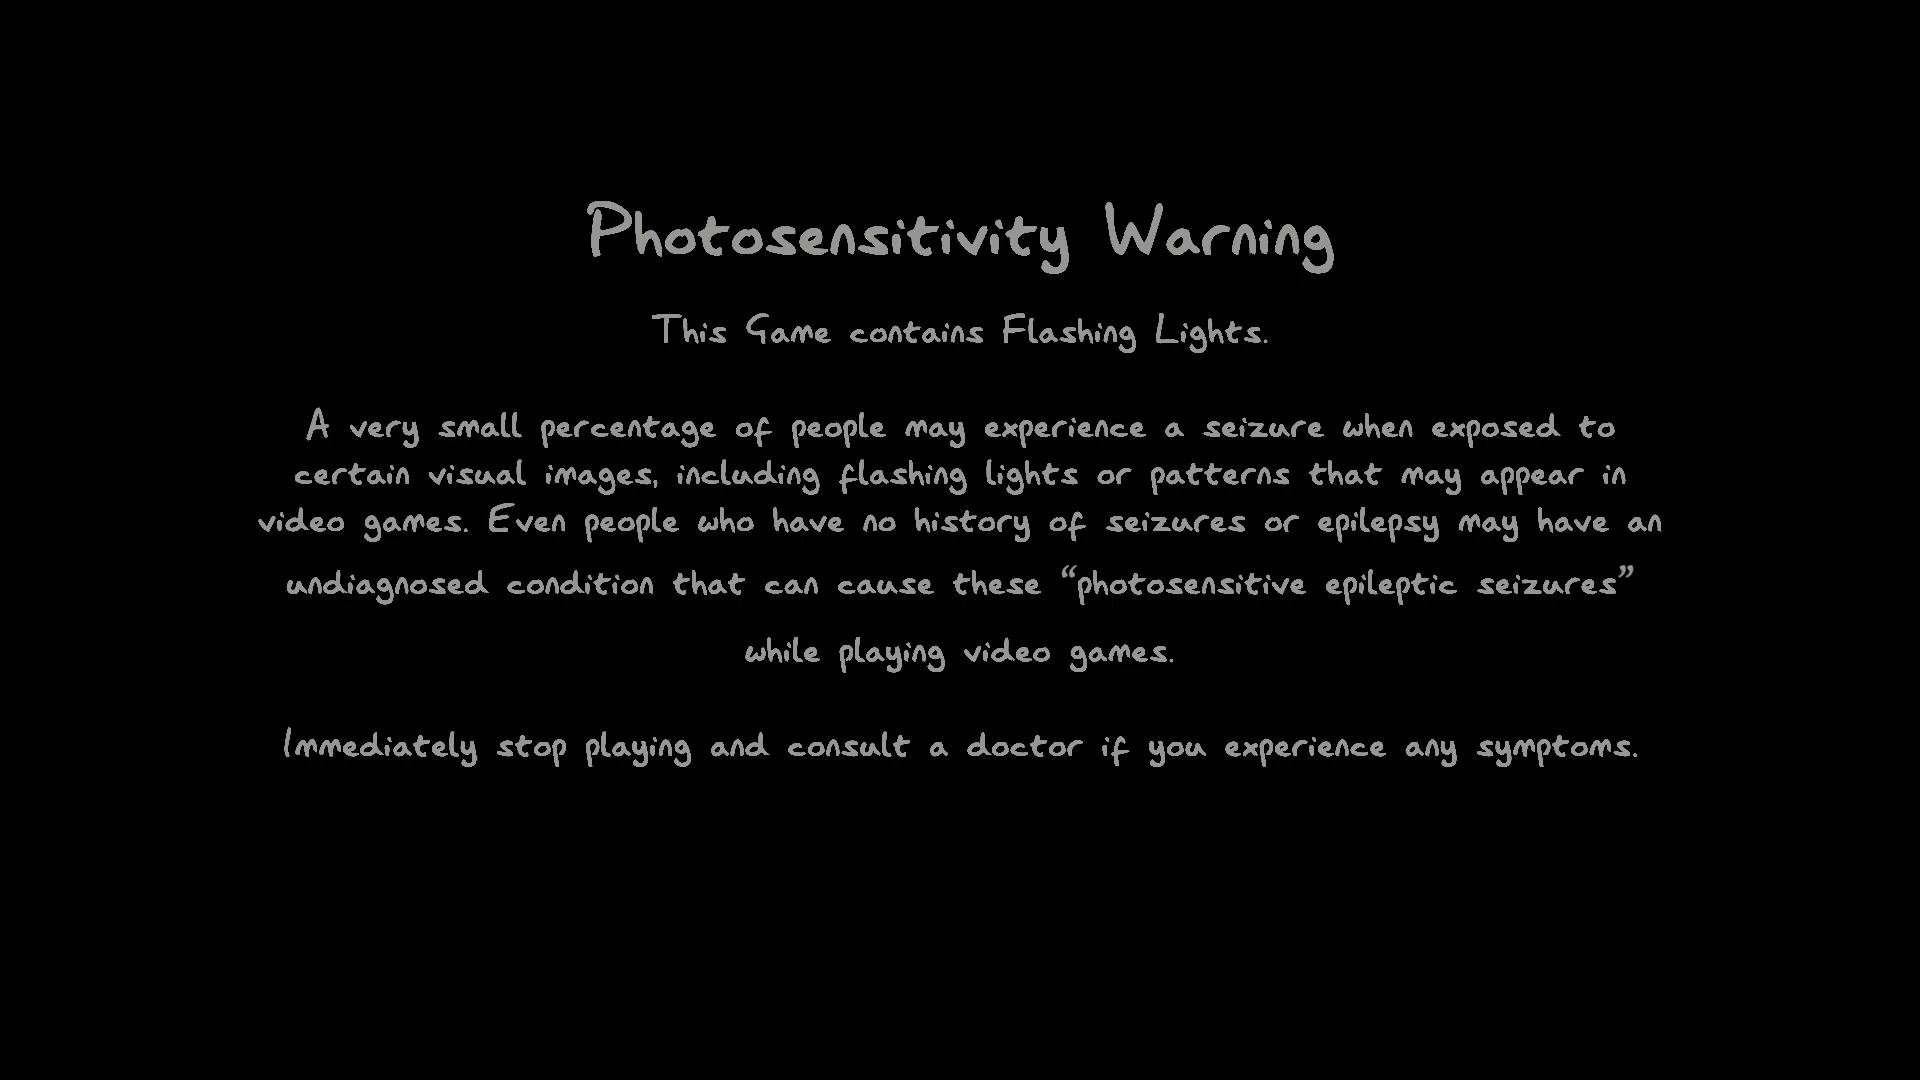 Photosensitivity Warning
This Game contains Flashing Lights.
A very small percentage of people may experience a seizure when exposed to
certain visual images, including flashing lights or patterns that may appear in
video games. Even people who have no history of seizures or epilepsy may have an
undiagnosed condition that can cause these “photosensitive epileptic seizures”
while playing video games.
Immediately stop playing and consult a doctor if you experience any symptoms.